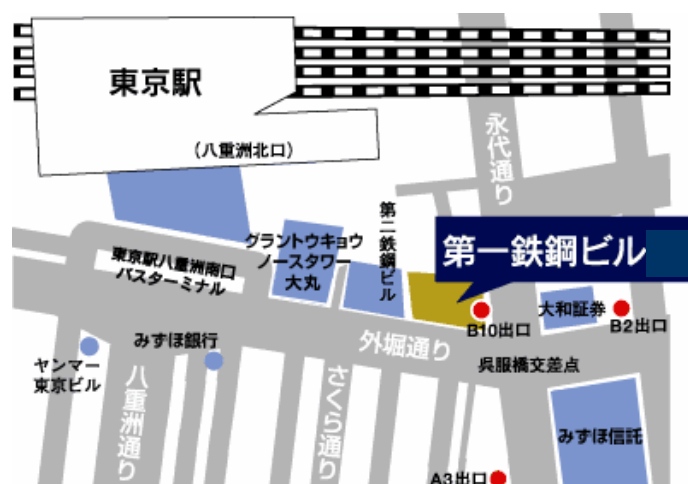 東京駅
(八重洲北口)
永代通り
第二鉄鋼ビル
グラントウキョウ
ノースタワー
大丸
第一鉄鋼ビル
東京駅八重洲南口
バスターミナル
大和証券
B10出口
B2出口
みずほ銀行
外堀通り
呉服橋交差点
ヤンマー
東京ビル
八重洲通り
さくら通り
みずほ信託
A3出口